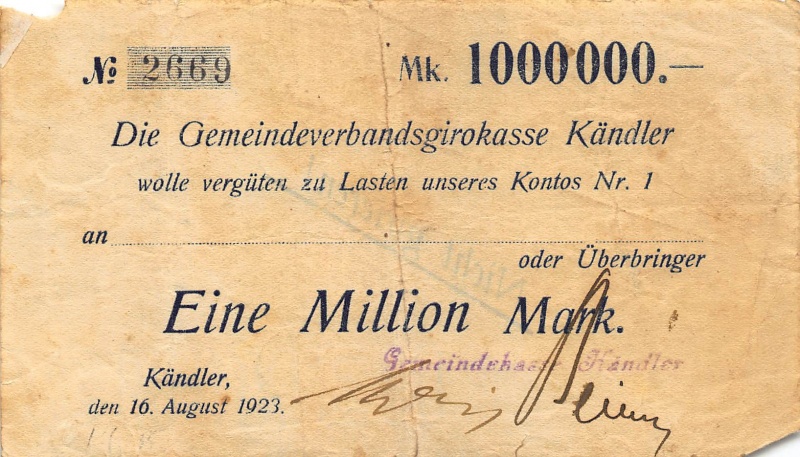 № 2669 Mk. 1000000.—
Die Gemeindeverbandsgirokasse Kändler
wolle vergüten zu Lasten unseres Kontos Nr. 1
an
oder Überbringer
Eine Million Mark.
Gemeindekasse Kändler
Kändler,
den 16. August 1923.